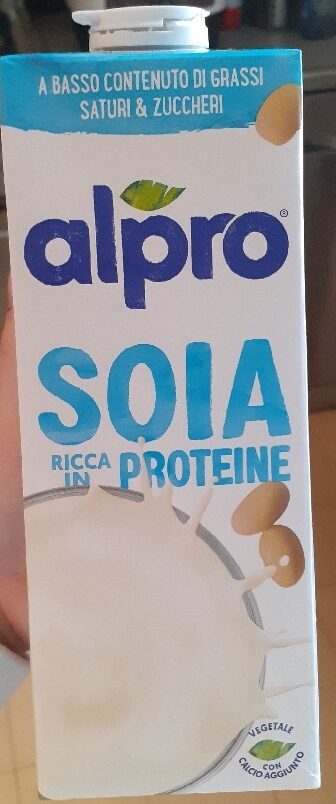 A BASSO CONTENUTO DI GRASSI
SATURI & ZUCCHERI
alpro®
SOIA
RICCA IN PROTEINE
VEGETALE
CON
CALCIO AGGIUNTO